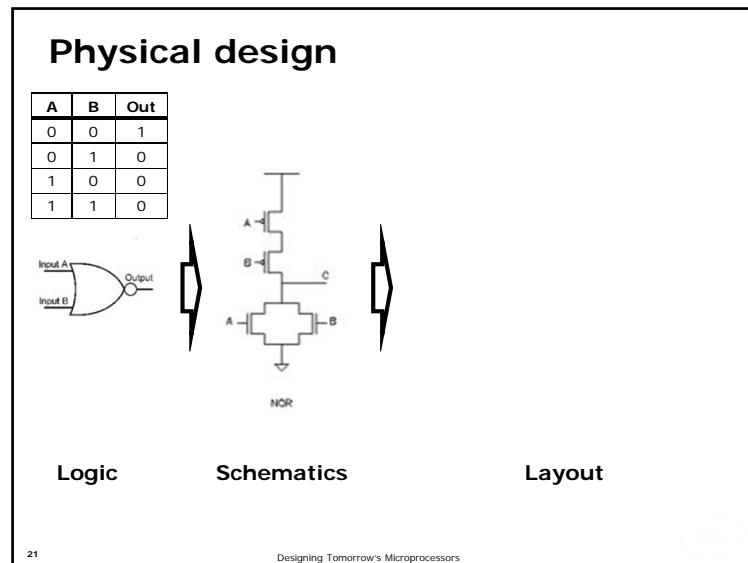 Physical design
A B Out
0 0 1
0 1 0
1 0 0
1 1 0
Input A
Input B
Output
A
B
C
A
B
NOR
Logic
Schematics
Layout
21
Designing Tomorrow's Microprocessors